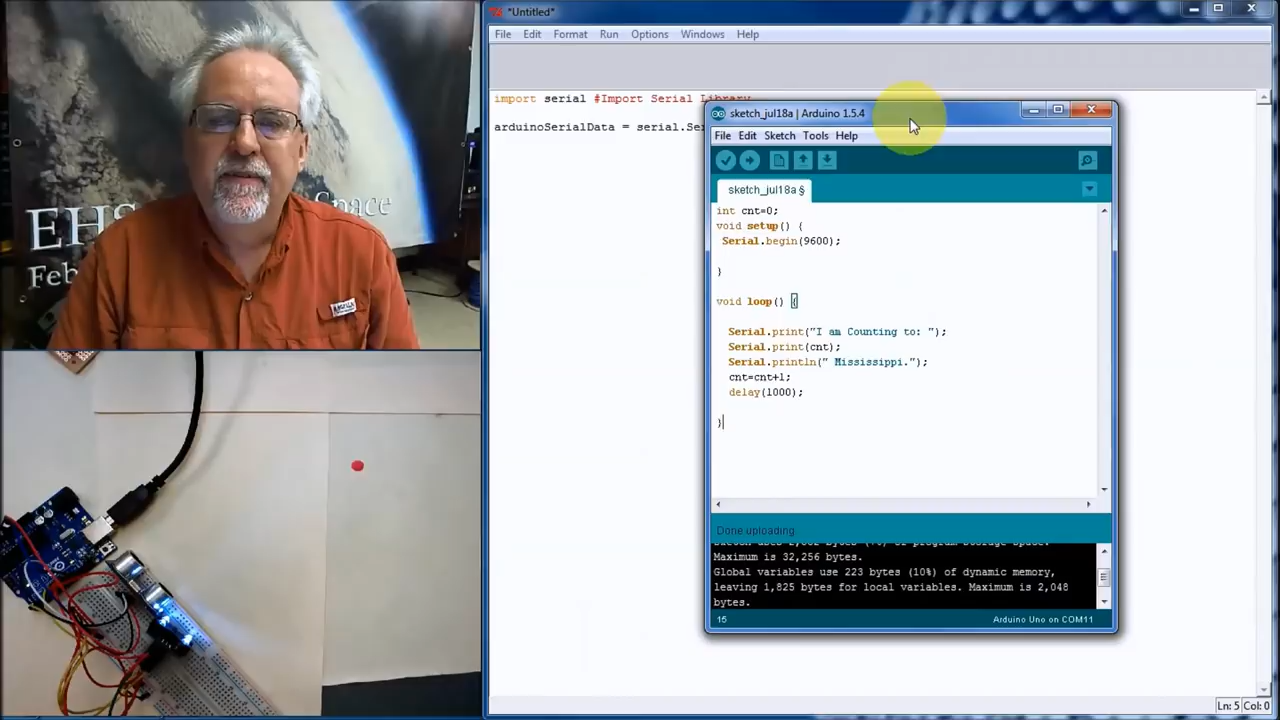 EHS
Space
Feb
*Untitled*
File Edit Format Run Options Windows Help
import serial #Import Serial Library
arduinoSerialData = serial.Ser
sketch_jul18a | Arduino 1.5.4
File Edit Sketch Tools Help
sketch_jul18a §
int cnt=0;
void setup() {
Serial.begin(9600);
}
void loop() {
Serial.print("I am Counting to: ");
Serial.print(cnt);
Serial.println(" Mississippi.");
cnt=cnt+1;
delay(1000);
}
Done uploading.
Maximum is 32,256 bytes.
Global variables use 223 bytes (10%) of dynamic memory,
leaving 1,825 bytes for local variables. Maximum is 2,048
bytes.
15 Arduino Uno on COM11
Ln: 5 Col: 0